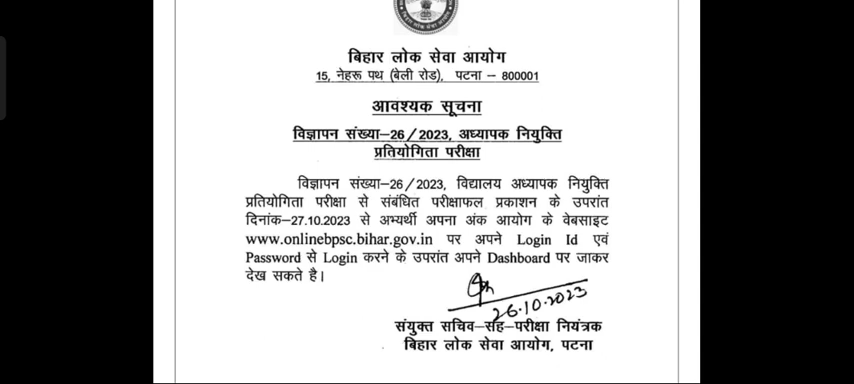 बिहार लोक सेवा आयोग
15, नेहरू पथ (बेली रोड), पटना – 800001
आवश्यक सूचना
विज्ञापन संख्या–26/2023, अध्यापक नियुक्ति
प्रतियोगिता परीक्षा
विज्ञापन संख्या–26/2023, विद्यालय अध्यापक नियुक्ति
प्रतियोगिता परीक्षा से संबंधित परीक्षाफल प्रकाशन के उपरांत
दिनांक–27.10.2023 से अभ्यर्थी अपना अंक आयोग के वेबसाइट
www.onlinebpsc.bihar.gov.in पर अपने Login Id एवं
Password से Login करने के उपरांत अपने Dashboard पर जाकर
देख सकते है।
26.10.2023
संयुक्त सचिव–सह–परीक्षा नियंत्रक
बिहार लोक सेवा आयोग, पटना